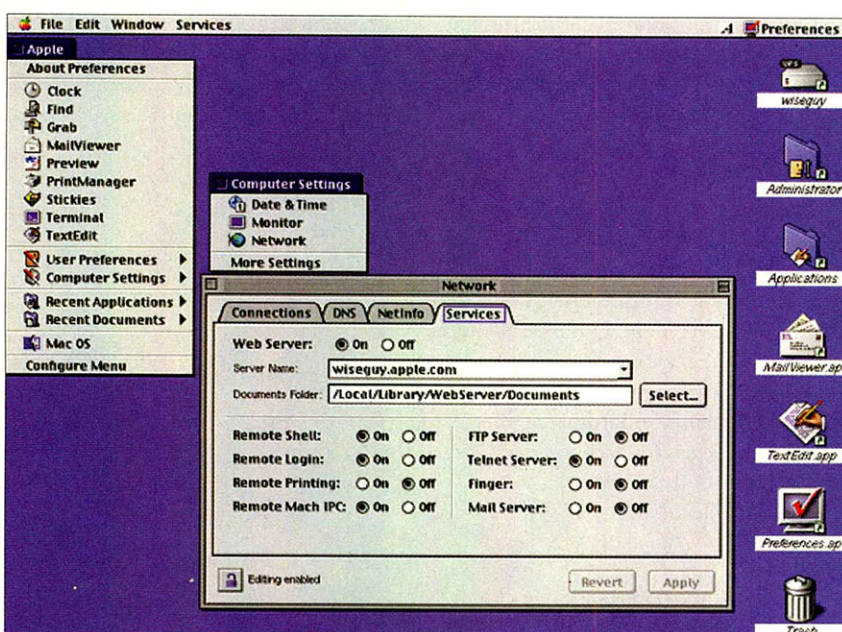 File Edit Window Services
Preferences
Apple
About Preferences
Clock
Find
Grab
MailViewer
Preview
PrintManager
Stickies
Terminal
TextEdit
User Preferences
Computer Settings
Recent Applications
Recent Documents
Mac OS
Configure Menu
Computer Settings
Date & Time
Monitor
Network
More Settings
Network
Connections DNS NetInfo Services
Web Server: On Off
Server Name: wiseguy.apple.com
Documents Folder: /Local/Library/WebServer/Documents Select...
Remote Shell: On Off FTP Server: On Off
Remote Login: On Off Telnet Server: On Off
Remote Printing: On Off Finger: On Off
Remote Mach IPC: On Off Mail Server: On Off
Editing enabled Revert Apply
wiseguy
Administrator
Applications
MailViewer.ap
TextEdit.app
Preferences.ap
Trash